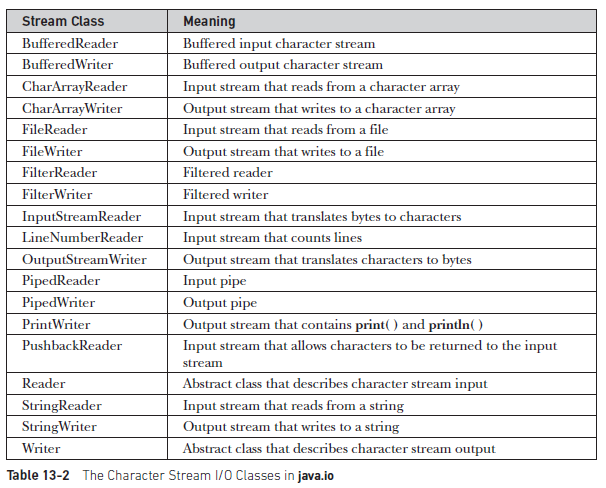 Stream Class Meaning
BufferedReader Buffered input character stream
BufferedWriter Buffered output character stream
CharArrayReader Input stream that reads from a character array
CharArrayWriter Output stream that writes to a character array
FileReader Input stream that reads from a file
FileWriter Output stream that writes to a file
FilterReader Filtered reader
FilterWriter Filtered writer
InputStreamReader Input stream that translates bytes to characters
LineNumberReader Input stream that counts lines
OutputStreamWriter Output stream that translates characters to bytes
PipedReader Input pipe
PipedWriter Output pipe
PrintWriter Output stream that contains print( ) and println( )
PushbackReader Input stream that allows characters to be returned to the input
stream
Reader Abstract class that describes character stream input
StringReader Input stream that reads from a string
StringWriter Output stream that writes to a string
Writer Abstract class that describes character stream output
Table 13-2 The Character Stream I/O Classes in java.io